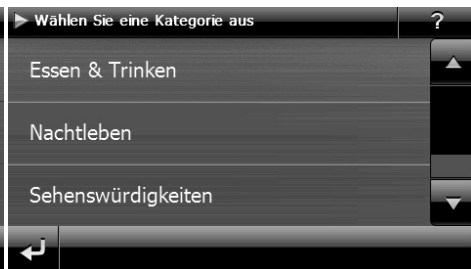 Wählen Sie eine Kategorie aus
?
Essen & Trinken
Nachtleben
Sehenswürdigkeiten